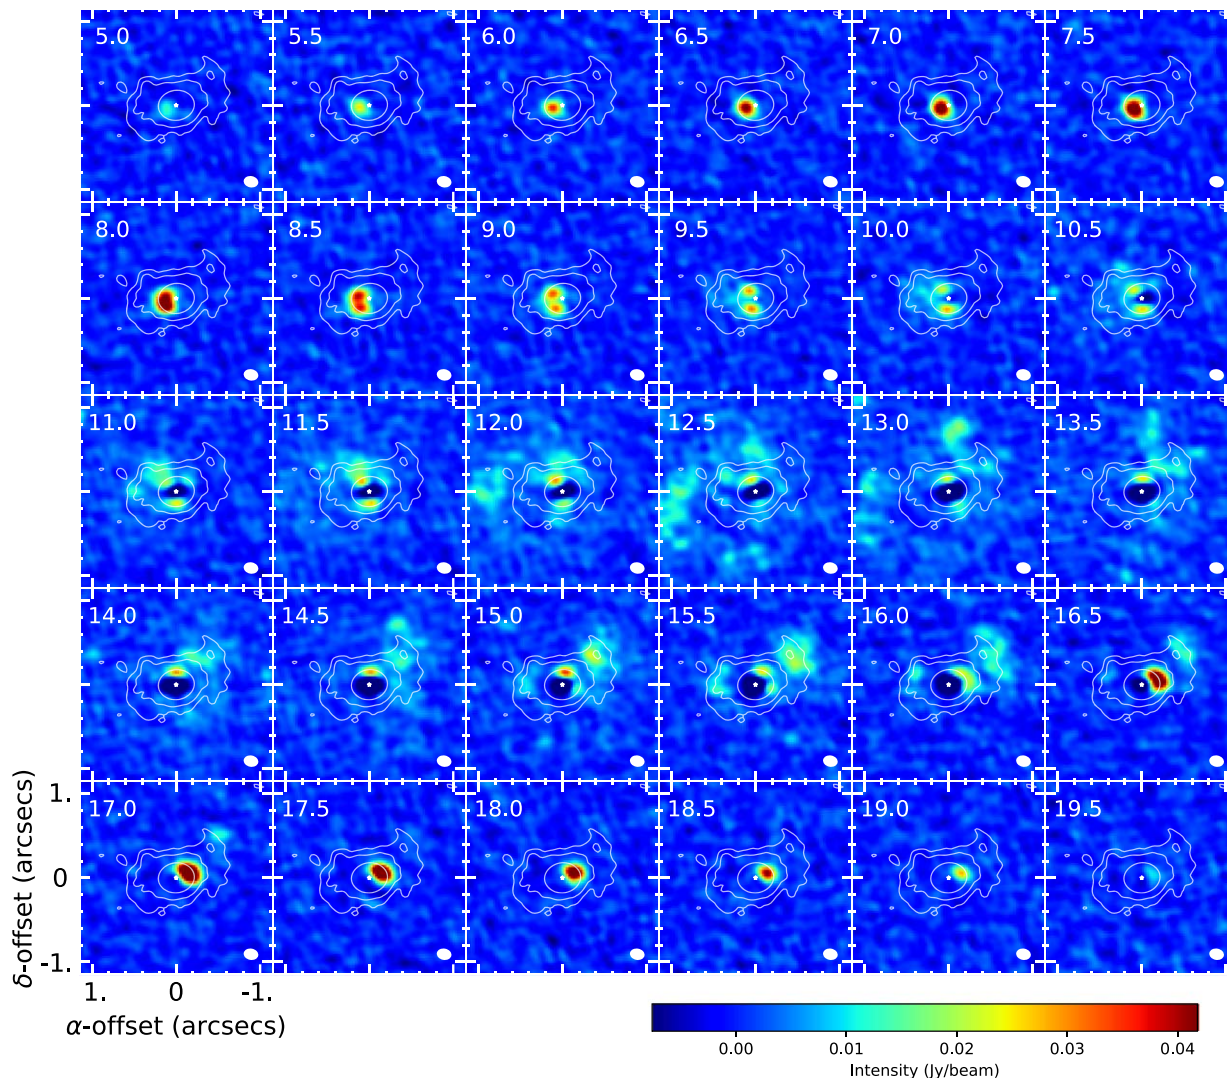 5.0 5.5 6.0 6.5 7.0 7.5
8.0 8.5 9.0 9.5 10.0 10.5
11.0 11.5 12.0 12.5 13.0 13.5
14.0 14.5 15.0 15.5 16.0 16.5
17.0 17.5 18.0 18.5 19.0 19.5
1.
0
-1.
δ-offset (arcsecs)
1. 0 -1.
α-offset (arcsecs)
0.00 0.01 0.02 0.03 0.04
Intensity (Jy/beam)